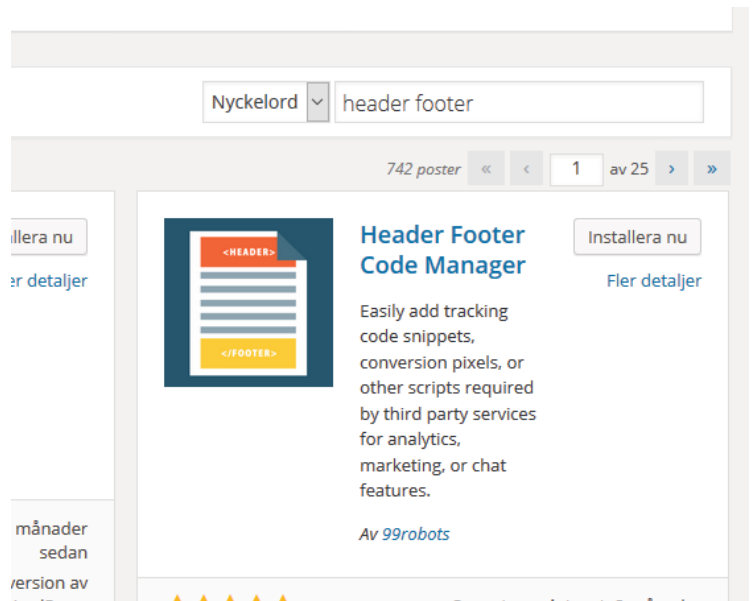 Nyckelord header footer
742 poster « ‹ 1 av 25 › »
Installera nu
Fler detaljer
<HEADER>
</FOOTER>
Header Footer
Code Manager
Easily add tracking
code snippets,
conversion pixels, or
other scripts required
by third party services
for analytics,
marketing, or chat
features.
Av 99robots
llera nu
er detaljer
månader
sedan
version av